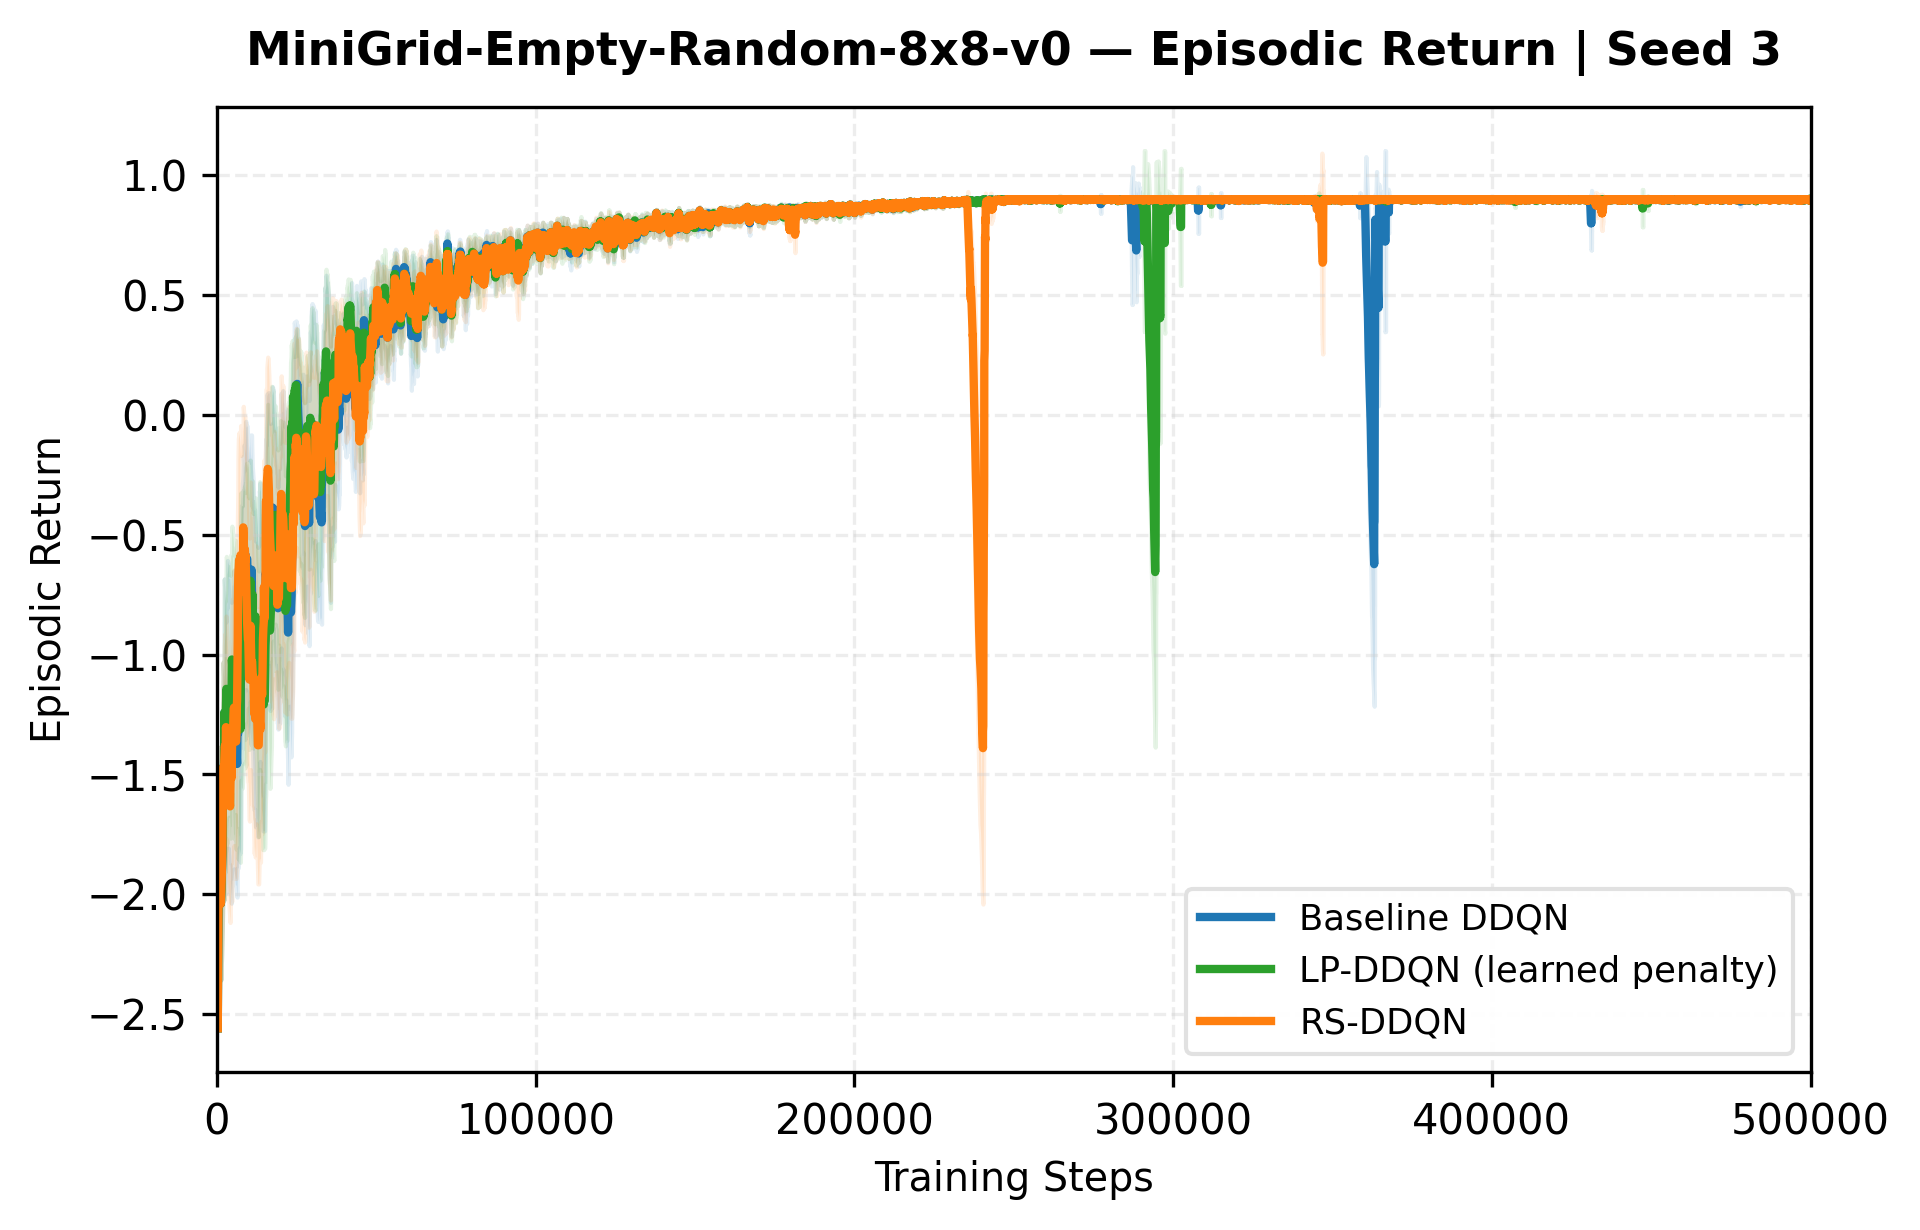 MiniGrid-Empty-Random-8x8-v0 — Episodic Return | Seed 3
Episodic Return
1.0
0.5
0.0
−0.5
−1.0
−1.5
−2.0
−2.5
Baseline DDQN
LP-DDQN (learned penalty)
RS-DDQN
0 100000 200000 300000 400000 500000
Training Steps